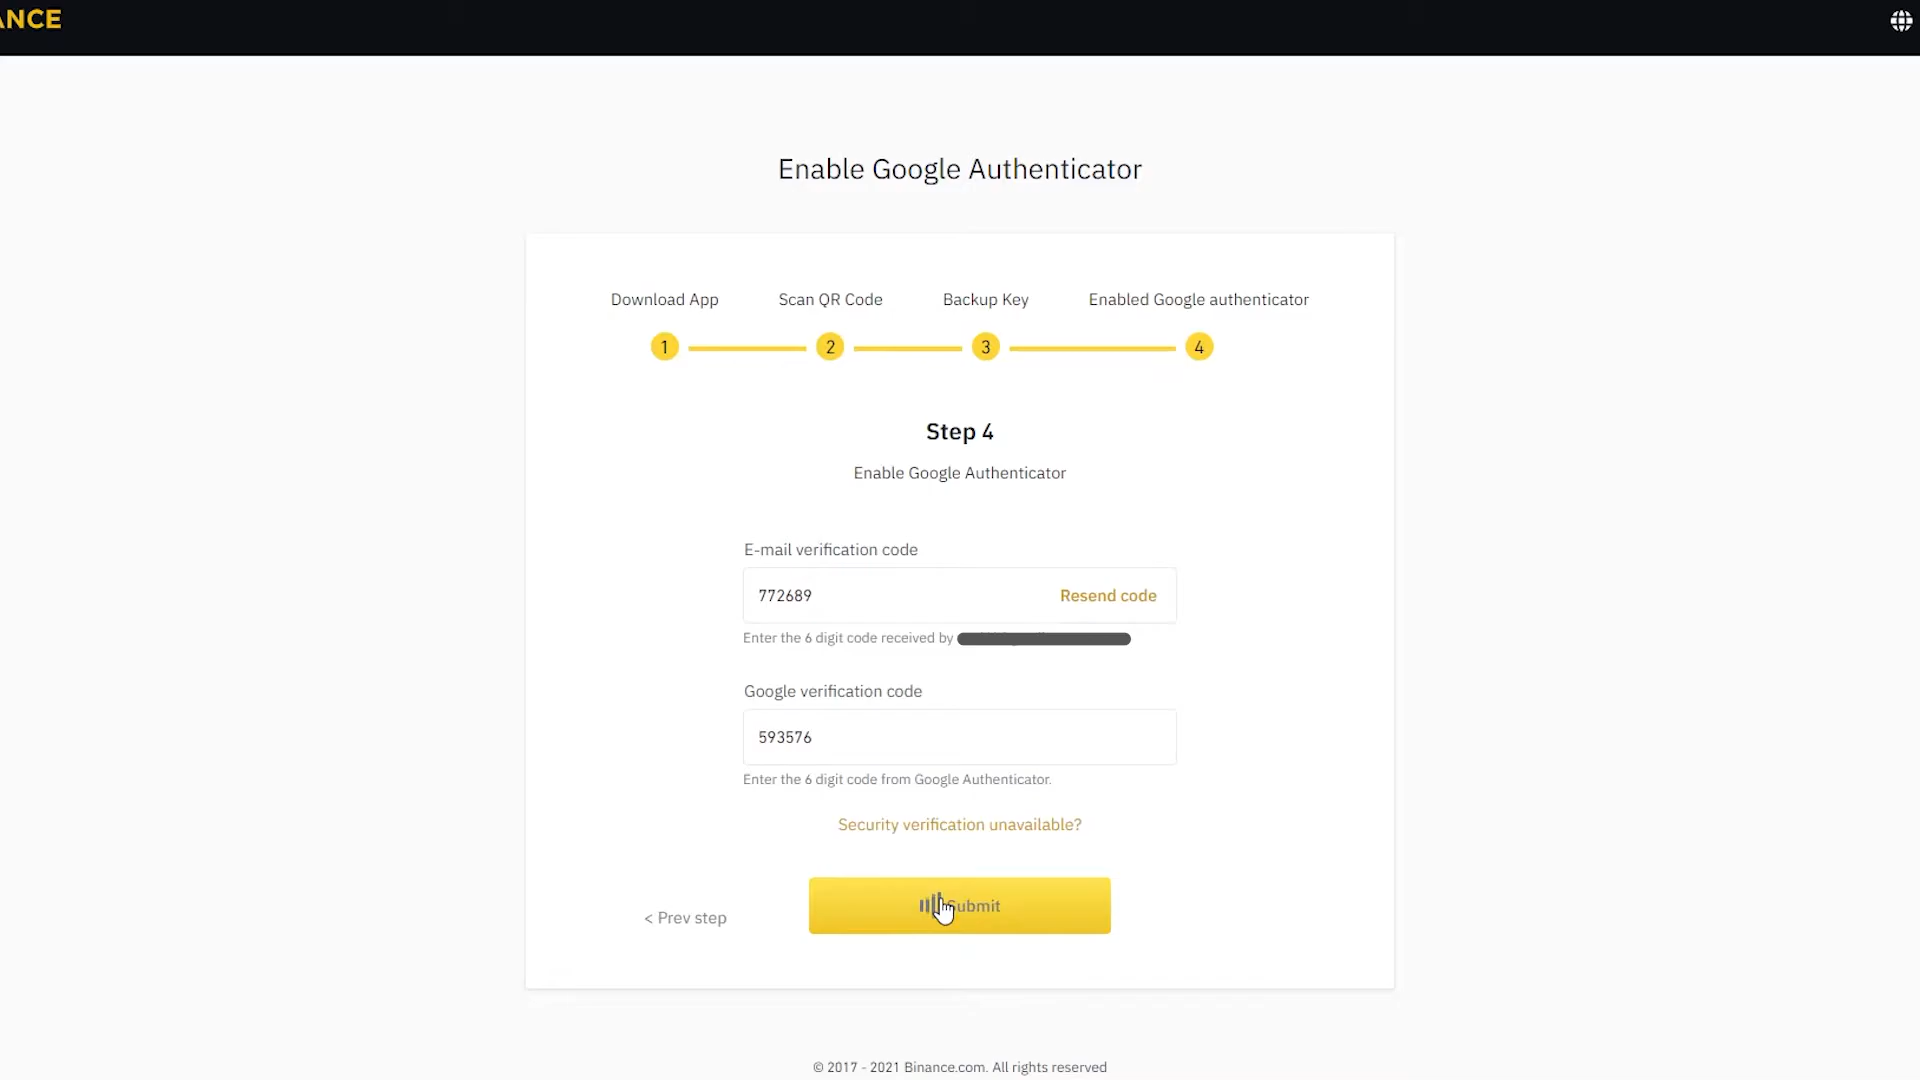 ANCE
Enable Google Authenticator
Download App
Scan QR Code
Backup Key
Enabled Google authenticator
1
2
3
4
Step 4
Enable Google Authenticator
E-mail verification code
772689
Resend code
Enter the 6 digit code received by
Google verification code
593576
Enter the 6 digit code from Google Authenticator.
Security verification unavailable?
< Prev step
Submit
© 2017 - 2021 Binance.com. All rights reserved